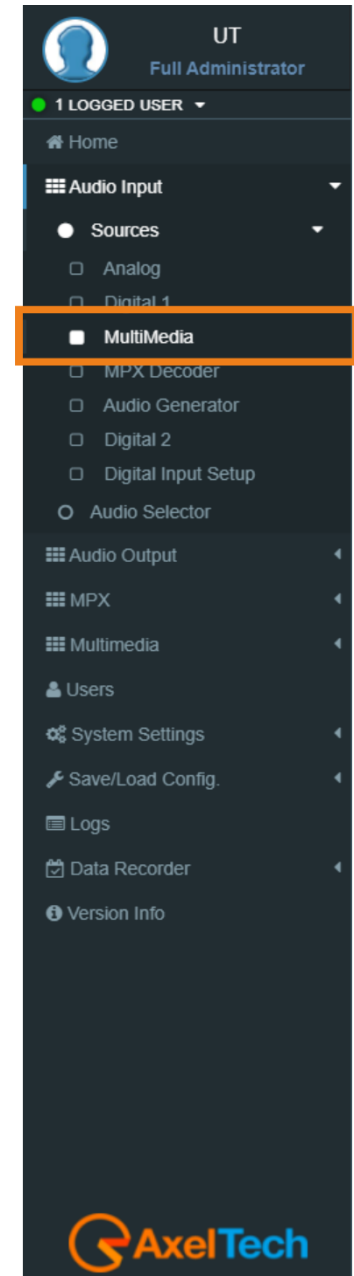 UT
Full Administrator
1 LOGGED USER
Home
Audio Input
Sources
Analog
Digital 1
MultiMedia
MPX Decoder
Audio Generator
Digital 2
Digital Input Setup
Audio Selector
Audio Output
MPX
Multimedia
Users
System Settings
Save/Load Config.
Logs
Data Recorder
Version Info
AxelTech